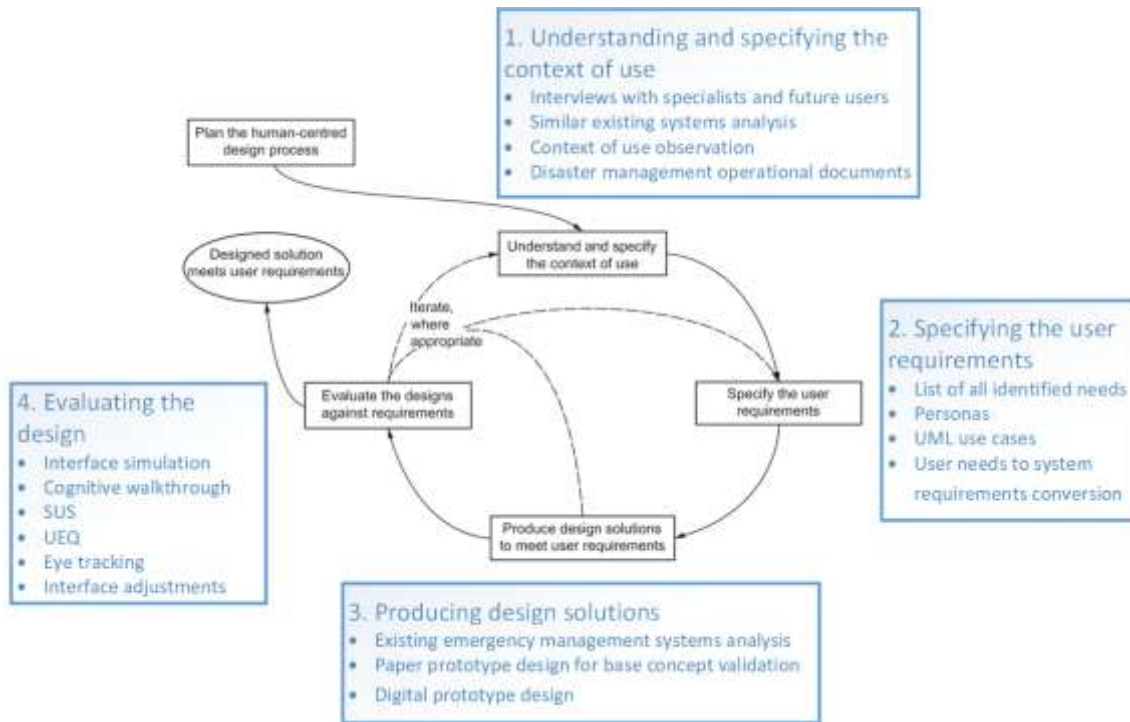 1. Understanding and specifying the
context of use
• Interviews with specialists and future users
• Similar existing systems analysis
• Context of use observation
• Disaster management operational documents
Plan the human-centred
design process
Understand and specify
the context of use
Designed solution
meets user requirements
Iterate,
where
appropriate
2. Specifying the user
requirements
• List of all identified needs
• Personas
• UML use cases
• User needs to system
requirements conversion
Evaluate the designs
against requirements
Specify the user
requirements
4. Evaluating the
design
• Interface simulation
• Cognitive walkthrough
• SUS
• UEQ
• Eye tracking
• Interface adjustments
Produce design solutions
to meet user requirements
3. Producing design solutions
• Existing emergency management systems analysis
• Paper prototype design for base concept validation
• Digital prototype design